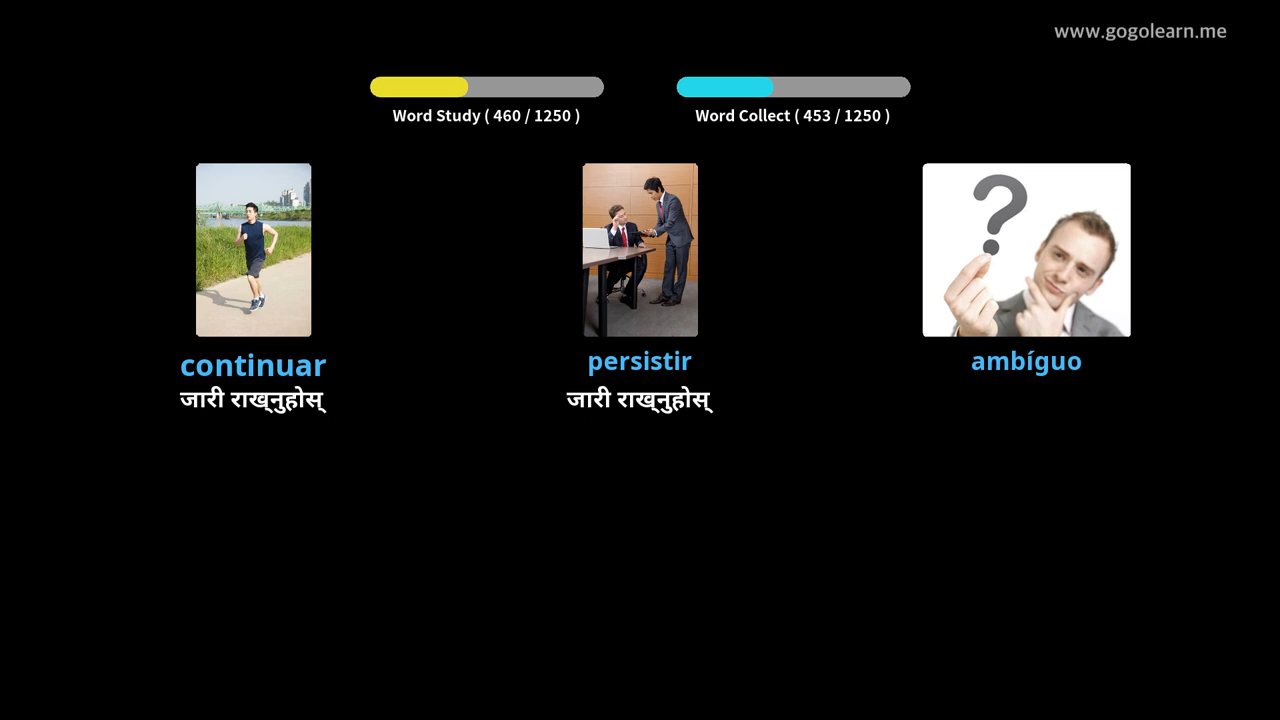 www.gogolearn.me
Word Study ( 460 / 1250 )
Word Collect ( 453 / 1250 )
continuar
persistir
ambíguo
जारी राख्नुहोस्
जारी राख्नुहोस्